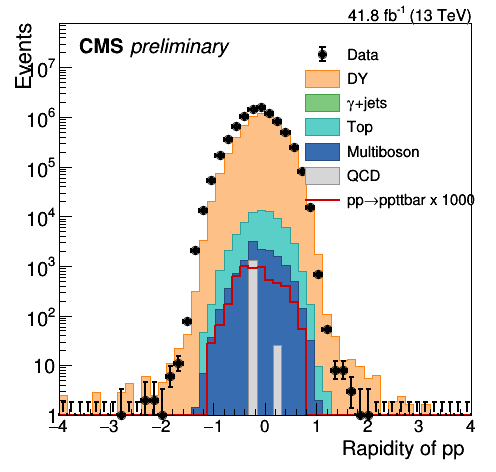 41.8 fb⁻¹ (13 TeV)
Events
CMS preliminary
Data
DY
γ+jets
Top
Multiboson
QCD
pp→ppttbar x 1000
10⁷
10⁶
10⁵
10⁴
10³
10²
10
1
−4 −3 −2 −1 0 1 2 3 4
Rapidity of pp